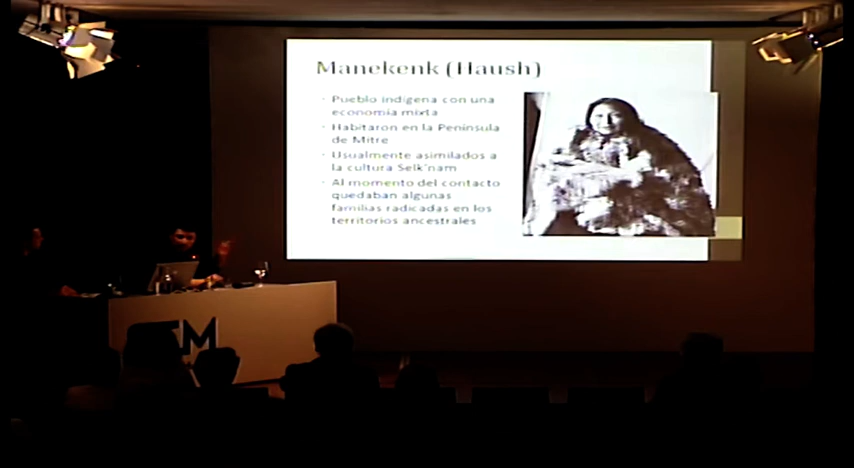 Manekenk (Haush)
Pueblo indígena con una
economía mixta
Habitaron en la Península
de Mitre
Usualmente asimilados a
la cultura Selk'nam
Al momento del contacto
quedaban algunas
familias radicadas en los
territorios ancestrales